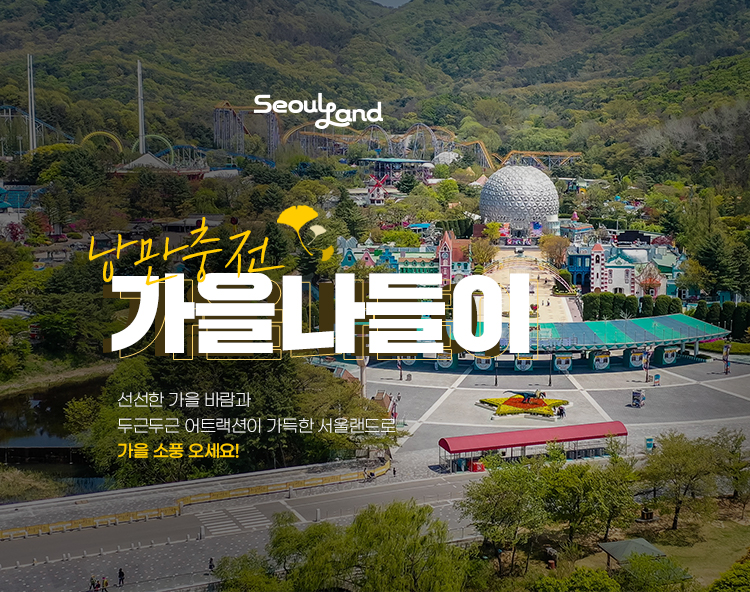 SeoulLand
낭만충전
가을나들이
선선한 가을 바람과
두근두근 어트랙션이 가득한 서울랜드로
가을 소풍 오세요!